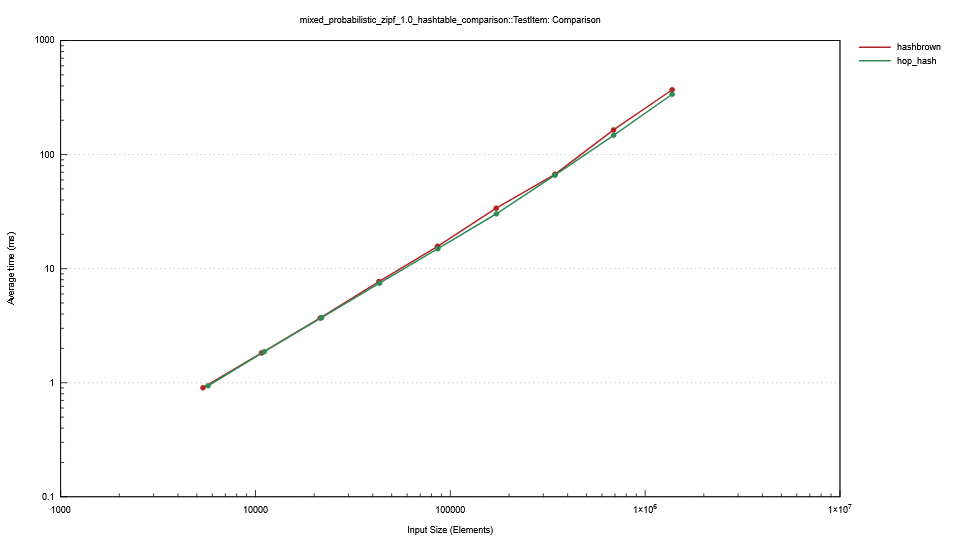 mixed_probabilistic_zipf_1.0_hashtable_comparison::TestItem: Comparison
hashbrown
hop_hash
Average time (ms)
1000
100
10
1
0.1
1000 10000 100000 1×10⁶ 1×10⁷
Input Size (Elements)